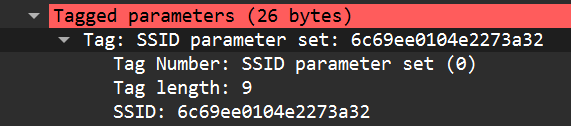 Tagged parameters (26 bytes)
Tag: SSID parameter set: 6c69ee0104e2273a32
Tag Number: SSID parameter set (0)
Tag length: 9
SSID: 6c69ee0104e2273a32